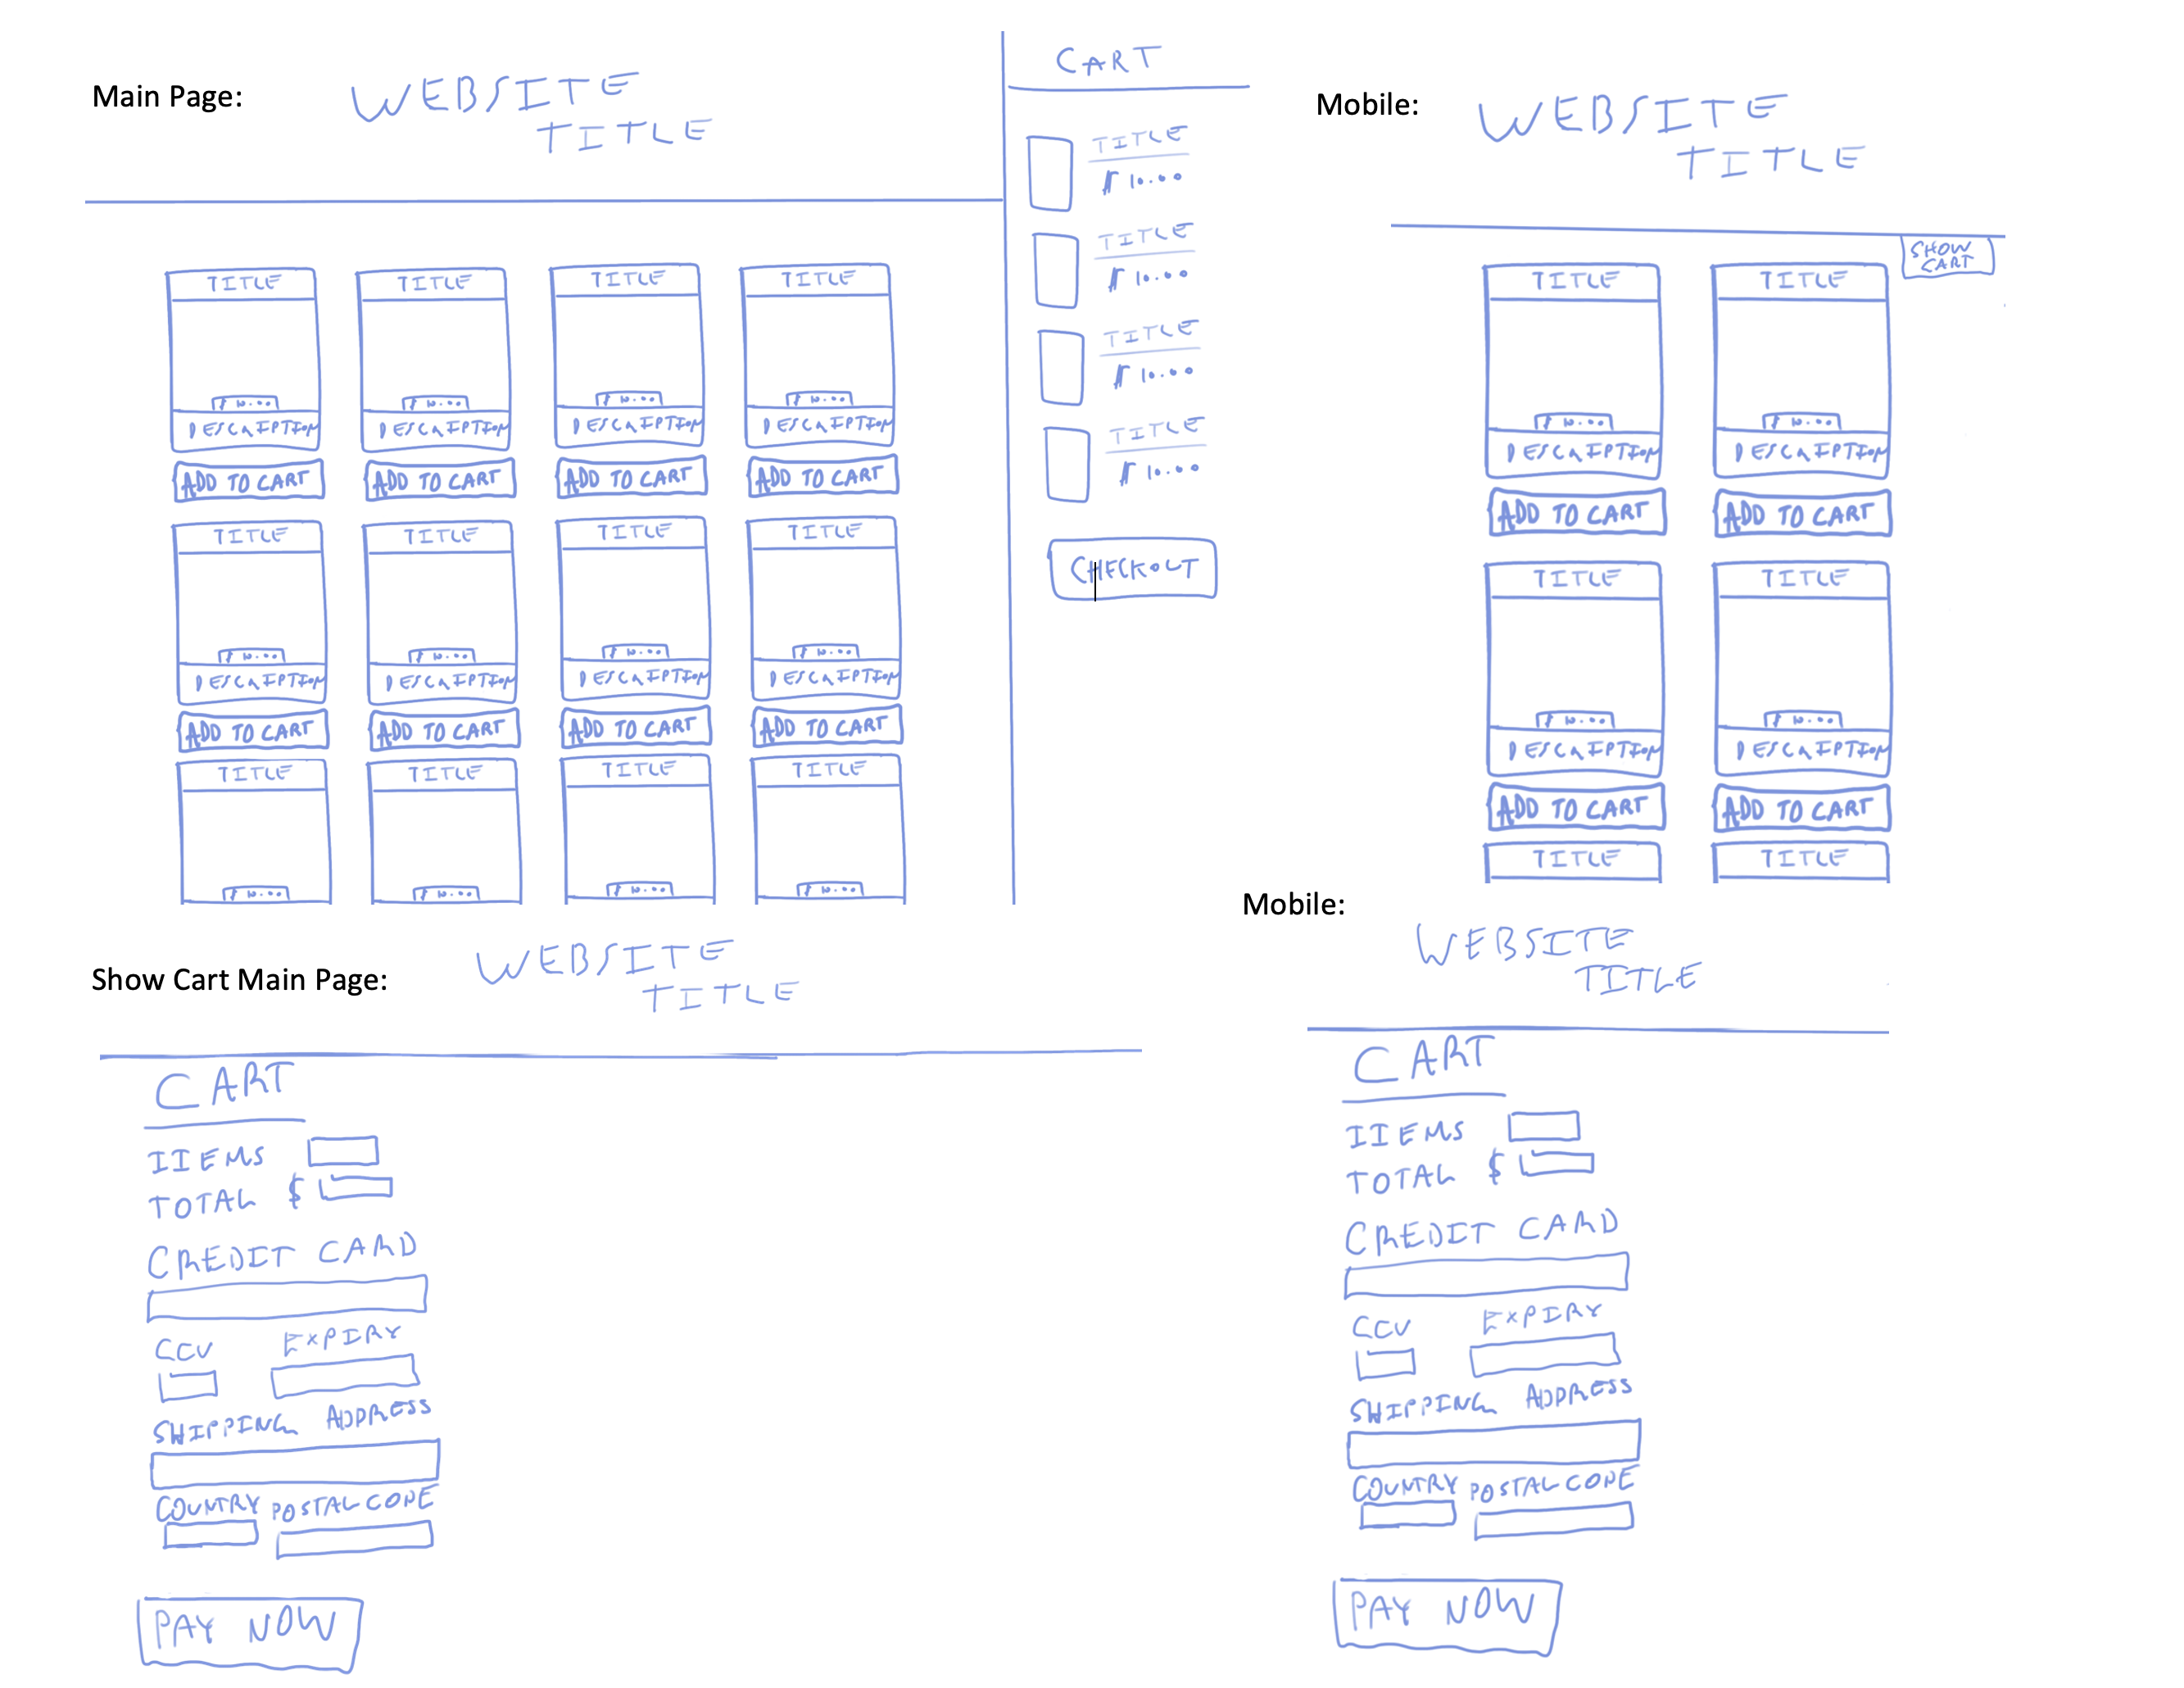 Main Page:
WEBSITE
TITLE
TITLE TITLE TITLE TITLE
$ 10.00 $ 10.00 $ 10.00 $ 10.00
DESCRIPTION DESCRIPTION DESCRIPTION DESCRIPTION
ADD TO CART ADD TO CART ADD TO CART ADD TO CART
TITLE TITLE TITLE TITLE
$ 10.00 $ 10.00 $ 10.00 $ 10.00
DESCRIPTION DESCRIPTION DESCRIPTION DESCRIPTION
ADD TO CART ADD TO CART ADD TO CART ADD TO CART
TITLE TITLE TITLE TITLE
$ 10.00 $ 10.00 $ 10.00 $ 10.00
CART
TITLE
$ 10.00
TITLE
$ 10.00
TITLE
$ 10.00
TITLE
$ 10.00
CHECKOUT
Mobile:
WEBSITE
TITLE
SHOW
CART
TITLE TITLE
$ 10.00 $ 10.00
DESCRIPTION DESCRIPTION
ADD TO CART ADD TO CART
TITLE TITLE
$ 10.00 $ 10.00
DESCRIPTION DESCRIPTION
ADD TO CART ADD TO CART
TITLE TITLE
Show Cart Main Page:
WEBSITE
TITLE
CART
IIEMS
TOTAL $
CREDIT CARD
CCV EXPIRY
SHIPPING ADDRESS
COUNTRY POSTAL CODE
PAY NOW
Mobile:
WEBSITE
TITLE
CART
IIEMS
TOTAL $
CREDIT CARD
CCV EXPIRY
SHIPPING ADDRESS
COUNTRY POSTAL CODE
PAY NOW